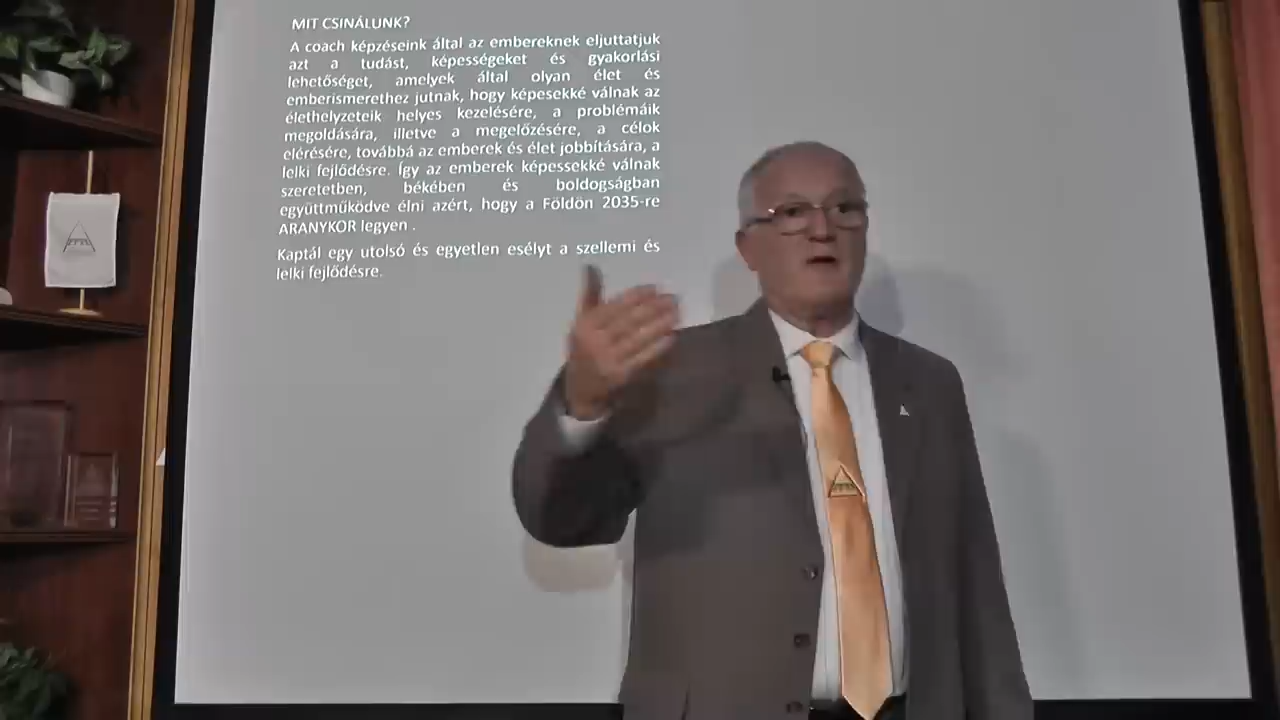 MIT CSINÁLUNK?
A coach képzéseink által az embereknek eljuttatjuk
azt a tudást, képességeket és gyakorlási
lehetőséget, amelyek által olyan élet és
emberismerethez jutnak, hogy képesekké válnak az
élethelyzeteik helyes kezelésére, a problémáik
megoldására, illetve a megelőzésére, a célok
elérésére, továbbá az emberek és élet jobbítására, a
lelki fejlődésre. Így az emberek képessekké válnak
szeretetben, békében és boldogságban
együttműködve élni azért, hogy a Földön 2035-re
ARANYKOR legyen .
Kaptál egy utolsó és egyetlen esélyt a szellemi és
lelki fejlődésre.